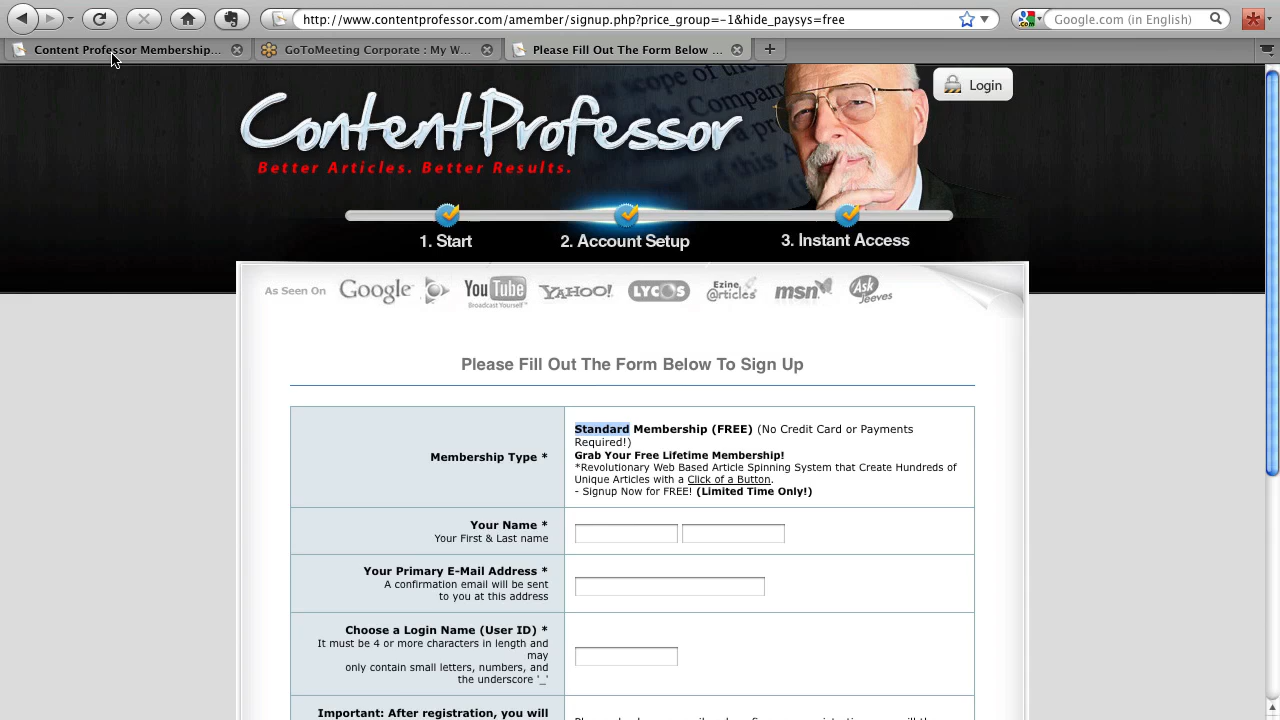 http://www.contentprofessor.com/amember/signup.php?price_group=-1&hide_paysys=free
Google.com (in English)
Content Professor Membership...
GoToMeeting Corporate : My W...
Please Fill Out The Form Below ...
Login
ContentProfessor
Better Articles. Better Results.
1. Start
2. Account Setup
3. Instant Access
As Seen On
Google
YouTube
Broadcast Yourself
YAHOO!
LYCOS
Ezine @rticles
msn
Ask Jeeves
Please Fill Out The Form Below To Sign Up
Membership Type *
Standard Membership (FREE) (No Credit Card or Payments
Required!)
Grab Your Free Lifetime Membership!
*Revolutionary Web Based Article Spinning System that Create Hundreds of
Unique Articles with a Click of a Button.
- Signup Now for FREE! (Limited Time Only!)
Your Name *
Your First & Last name
Your Primary E-Mail Address *
A confirmation email will be sent
to you at this address
Choose a Login Name (User ID) *
It must be 4 or more characters in length and
may
only contain small letters, numbers, and
the underscore '_'
Important: After registration, you will